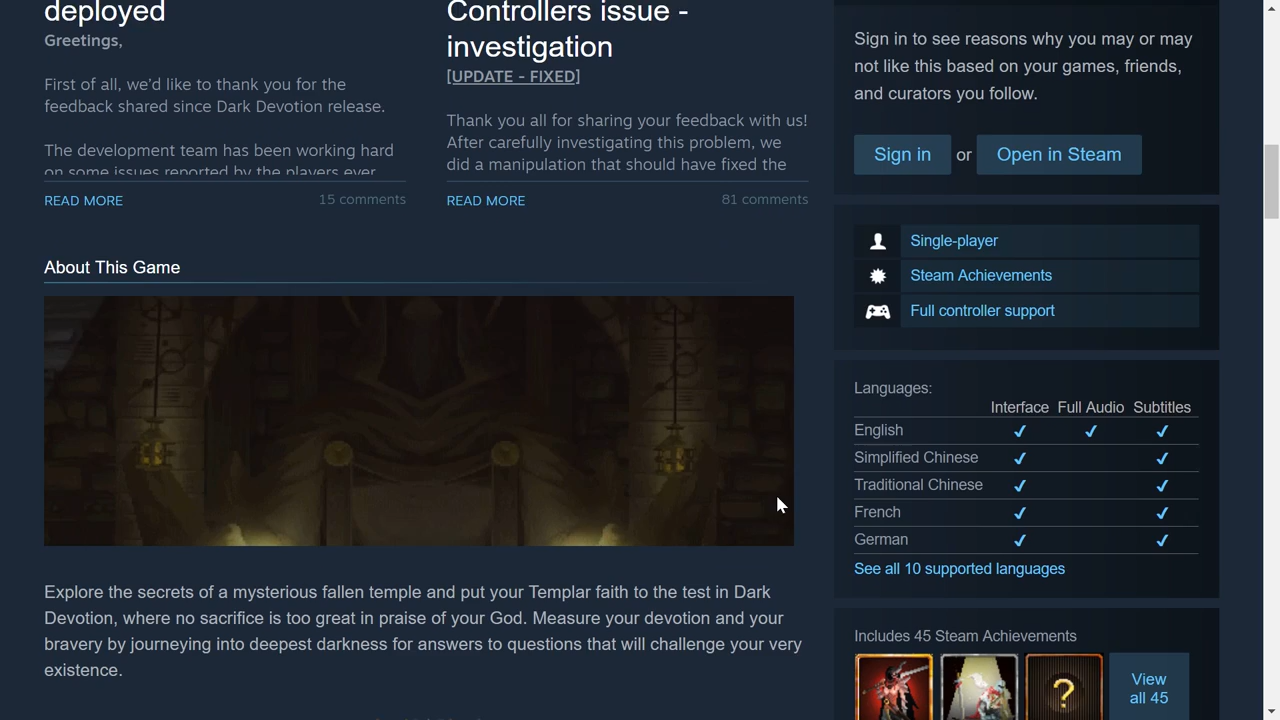 deployed
Greetings,
First of all, we'd like to thank you for the
feedback shared since Dark Devotion release.
The development team has been working hard
on some issues reported by the players ever
READ MORE
15 comments
Controllers issue -
investigation
[UPDATE - FIXED]
Thank you all for sharing your feedback with us!
After carefully investigating this problem, we
did a manipulation that should have fixed the
READ MORE
81 comments
About This Game
Explore the secrets of a mysterious fallen temple and put your Templar faith to the test in Dark
Devotion, where no sacrifice is too great in praise of your God. Measure your devotion and your
bravery by journeying into deepest darkness for answers to questions that will challenge your very
existence.
Sign in to see reasons why you may or may
not like this based on your games, friends,
and curators you follow.
Sign in or Open in Steam
Single-player
Steam Achievements
Full controller support
Languages:
Interface Full Audio Subtitles
English ✔ ✔ ✔
Simplified Chinese ✔ ✔
Traditional Chinese ✔ ✔
French ✔ ✔
German ✔ ✔
See all 10 supported languages
Includes 45 Steam Achievements
?
View
all 45